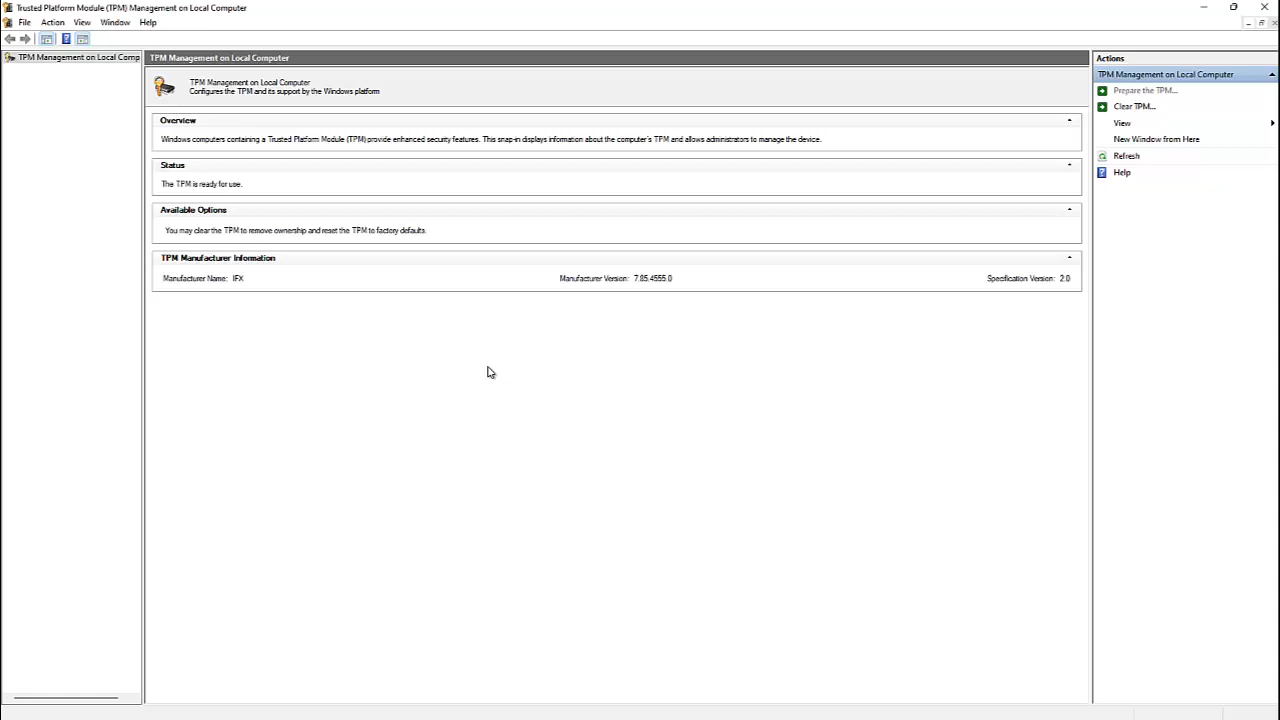 Trusted Platform Module (TPM) Management on Local Computer
File Action View Window Help
TPM Management on Local Comp
TPM Management on Local Computer
TPM Management on Local Computer
Configures the TPM and its support by the Windows platform
Overview
Windows computers containing a Trusted Platform Module (TPM) provide enhanced security features. This snap-in displays information about the computer's TPM and allows administrators to manage the device.
Status
The TPM is ready for use.
Available Options
You may clear the TPM to remove ownership and reset the TPM to factory defaults.
TPM Manufacturer Information
Manufacturer Name: IFX Manufacturer Version: 7.85.4555.0 Specification Version: 2.0
Actions
TPM Management on Local Computer
Prepare the TPM...
Clear TPM...
View
New Window from Here
Refresh
Help